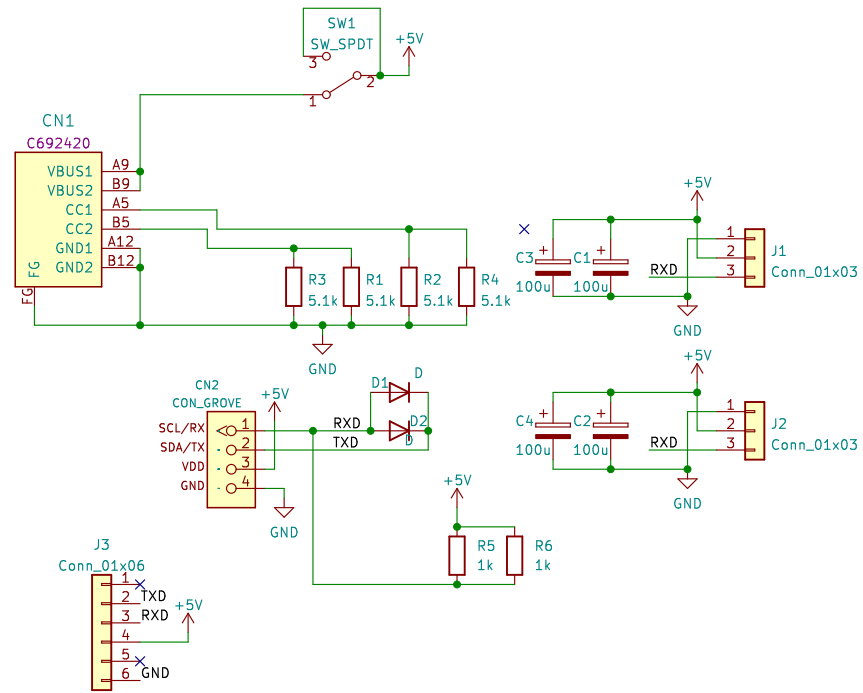 SW1
SW_SPDT
3
2
1
+5V
CN1
C692420
VBUS1 A9
VBUS2 B9
CC1 A5
CC2 B5
GND1 A12
GND2 B12
FG
FG
R3
5.1k
R1
5.1k
R2
5.1k
R4
5.1k
GND
+5V
C3
100u
C1
100u
RXD
1
2
3
J1
Conn_01x03
GND
CN2
CON_GROVE
+5V
SCL/RX 1
SDA/TX 2
VDD 3
GND 4
GND
RXD
TXD
D1
D
D2
D
+5V
C4
100u
C2
100u
RXD
1
2
3
J2
Conn_01x03
GND
+5V
R5
1k
R6
1k
J3
Conn_01x06
1
2 TXD
3 RXD
4
5
6 GND
+5V